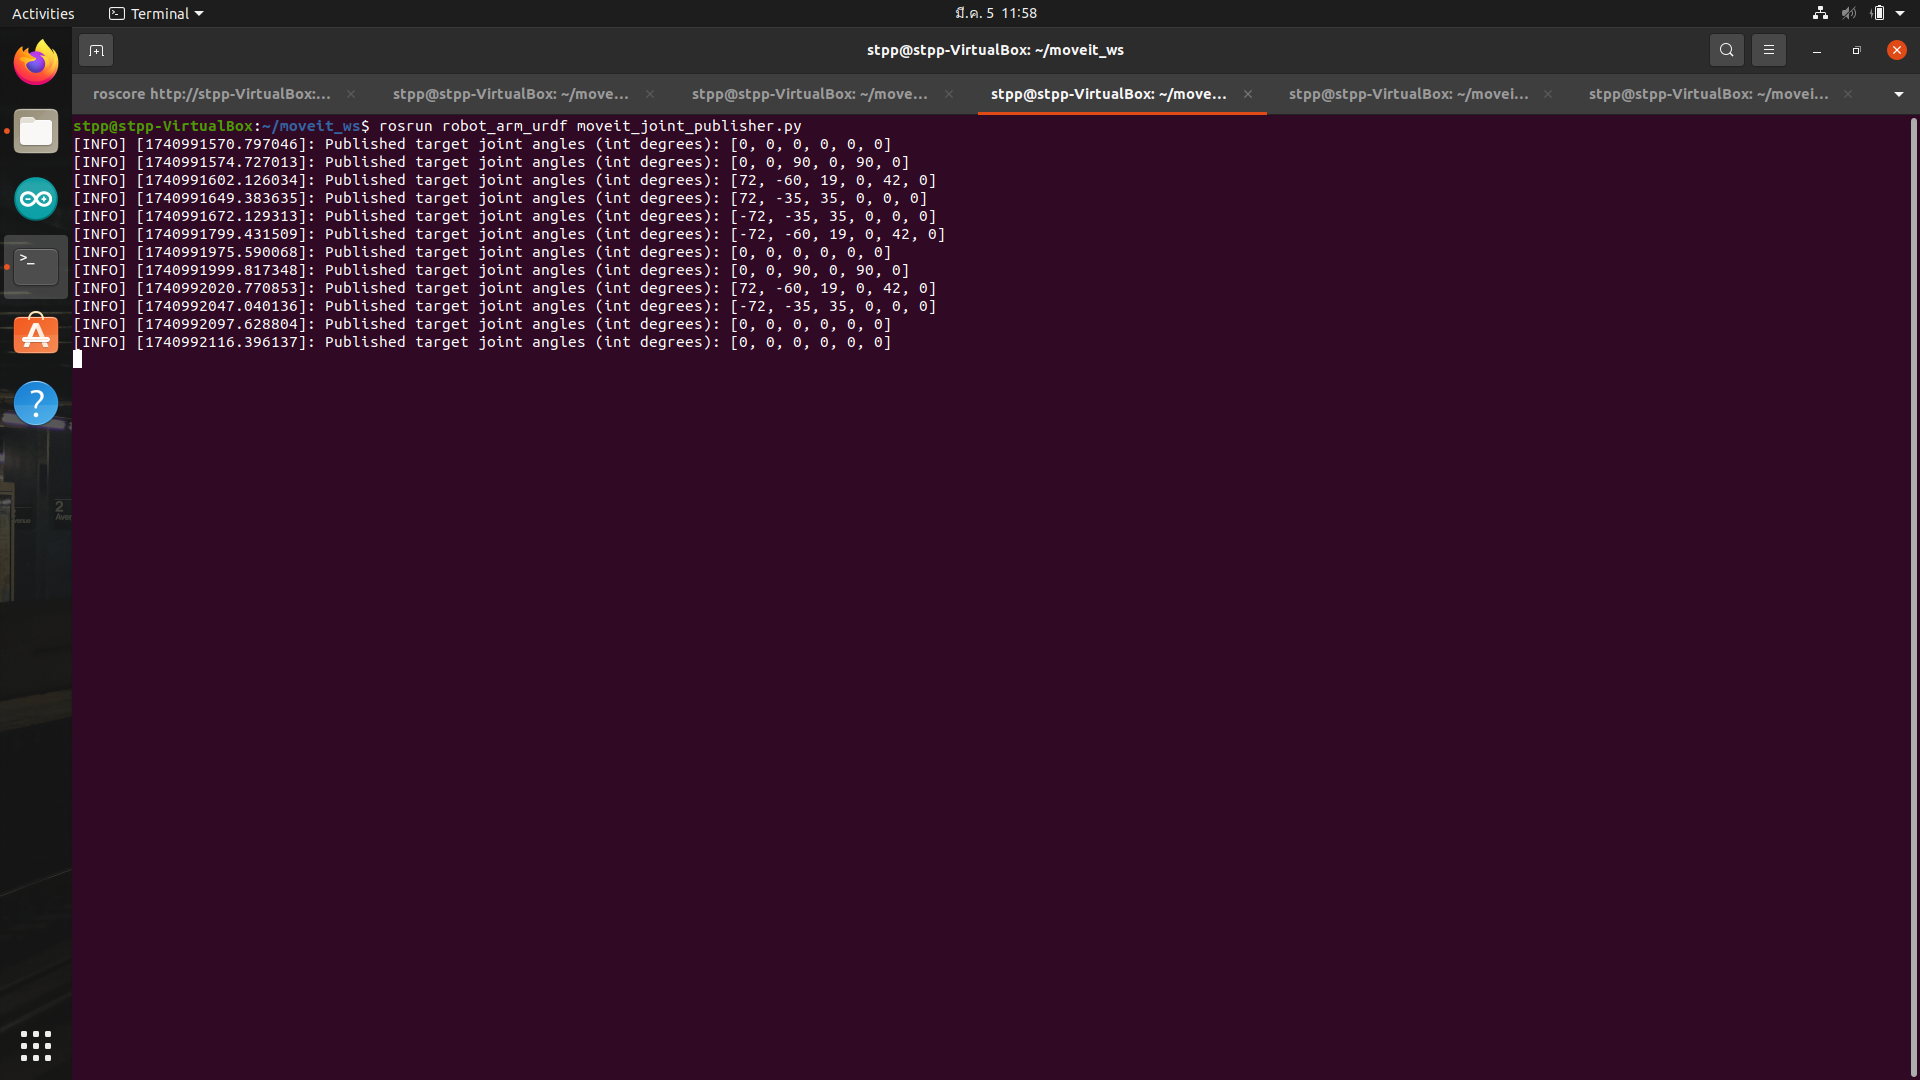 Activities
Terminal
มี.ค. 5 11:58
stpp@stpp-VirtualBox: ~/moveit_ws
roscore http://stpp-VirtualBox:...
stpp@stpp-VirtualBox: ~/move...
stpp@stpp-VirtualBox: ~/move...
stpp@stpp-VirtualBox: ~/move...
stpp@stpp-VirtualBox: ~/movei...
stpp@stpp-VirtualBox: ~/movei...
stpp@stpp-VirtualBox:~/moveit_ws$ rosrun robot_arm_urdf moveit_joint_publisher.py
[INFO] [1740991570.797046]: Published target joint angles (int degrees): [0, 0, 0, 0, 0, 0]
[INFO] [1740991574.727013]: Published target joint angles (int degrees): [0, 0, 90, 0, 90, 0]
[INFO] [1740991602.126034]: Published target joint angles (int degrees): [72, -60, 19, 0, 42, 0]
[INFO] [1740991649.383635]: Published target joint angles (int degrees): [72, -35, 35, 0, 0, 0]
[INFO] [1740991672.129313]: Published target joint angles (int degrees): [-72, -35, 35, 0, 0, 0]
[INFO] [1740991799.431509]: Published target joint angles (int degrees): [-72, -60, 19, 0, 42, 0]
[INFO] [1740991975.590068]: Published target joint angles (int degrees): [0, 0, 0, 0, 0, 0]
[INFO] [1740991999.817348]: Published target joint angles (int degrees): [0, 0, 90, 0, 90, 0]
[INFO] [1740992020.770853]: Published target joint angles (int degrees): [72, -60, 19, 0, 42, 0]
[INFO] [1740992047.040136]: Published target joint angles (int degrees): [-72, -35, 35, 0, 0, 0]
[INFO] [1740992097.628804]: Published target joint angles (int degrees): [0, 0, 0, 0, 0, 0]
[INFO] [1740992116.396137]: Published target joint angles (int degrees): [0, 0, 0, 0, 0, 0]